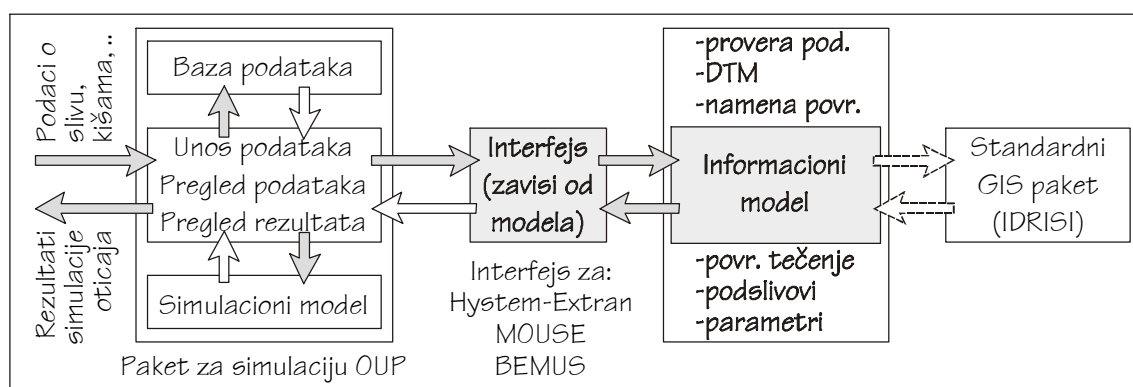 Podaci o
slivu,
kišama,..
Rezultati
simulacije
oticaja
Baza podataka
Unos podataka
Pregled podataka
Pregled rezultata
Simulacioni model
Paket za simulaciju OUP
Interfejs
(zavisi od
modela)
Interfejs za:
Hystem-Extran
MOUSE
BEMUS
-provera pod.
-DTM
-namena povr.
Informacioni
model
-povr. tečenje
-podslivovi
-parametri
Standardni
GIS paket
(IDRISI)